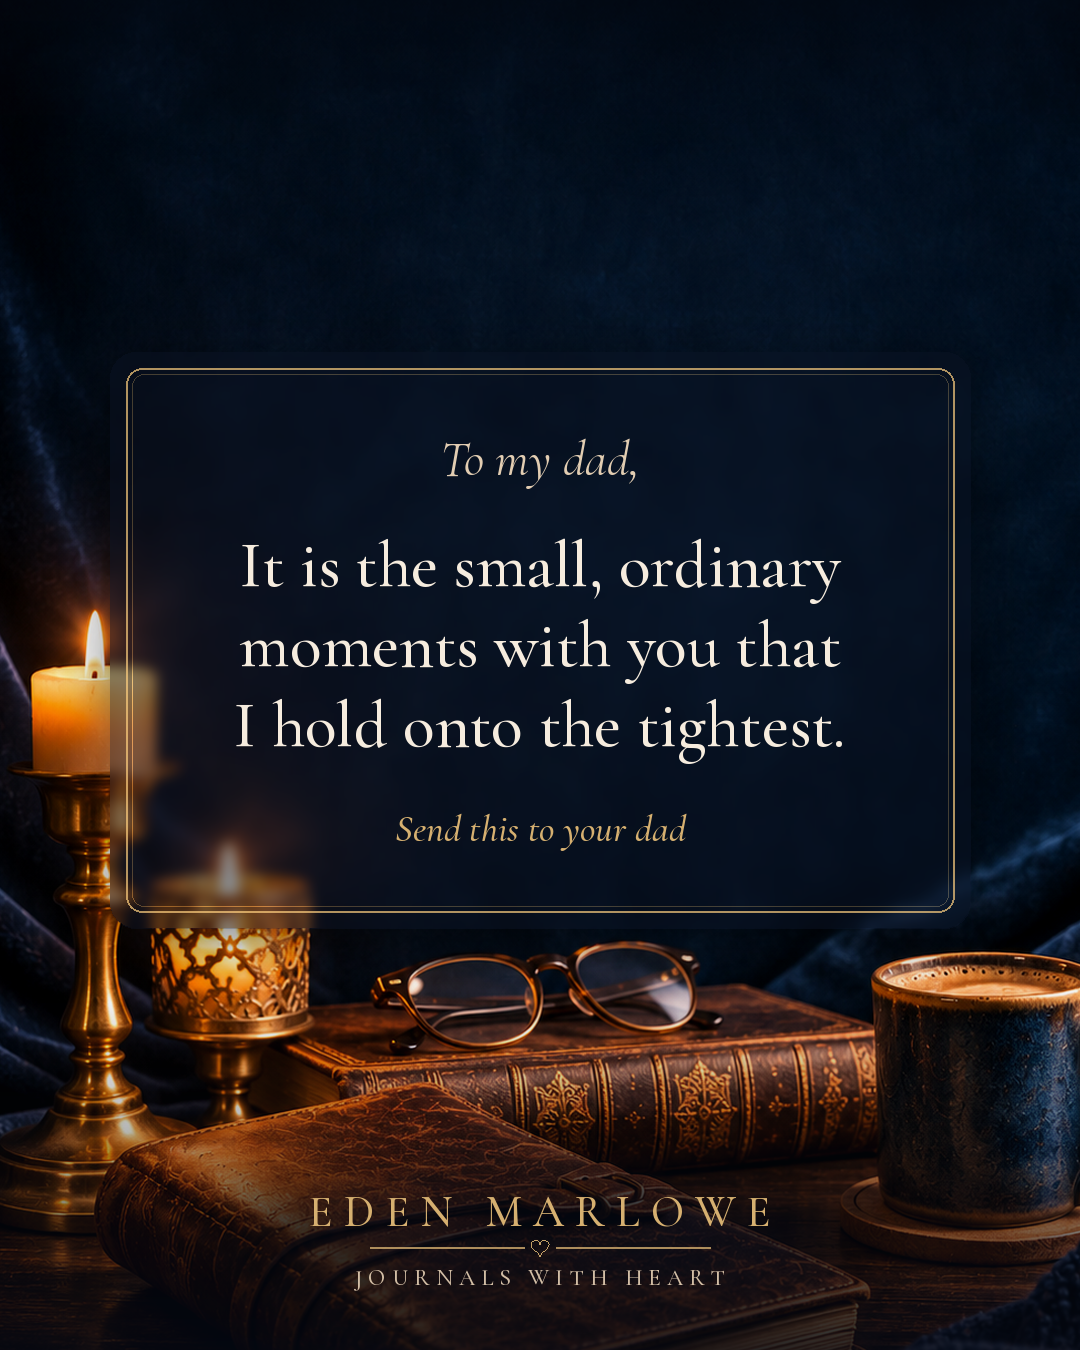 To my dad,
It is the small, ordinary
moments with you that
I hold onto the tightest.
Send this to your dad
EDEN MARLOWE
JOURNALS WITH HEART